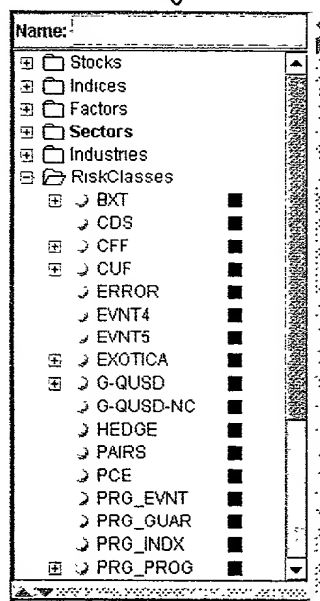 Name:
Stocks
Indices
Factors
Sectors
Industries
RiskClasses
BXT
CDS
CFF
CUF
ERROR
EVNT4
EVNT5
EXOTICA
G-QUSD
G-QUSD-NC
HEDGE
PAIRS
PCE
PRG_EVNT
PRG_GUAR
PRG_INDX
PRG_PROG